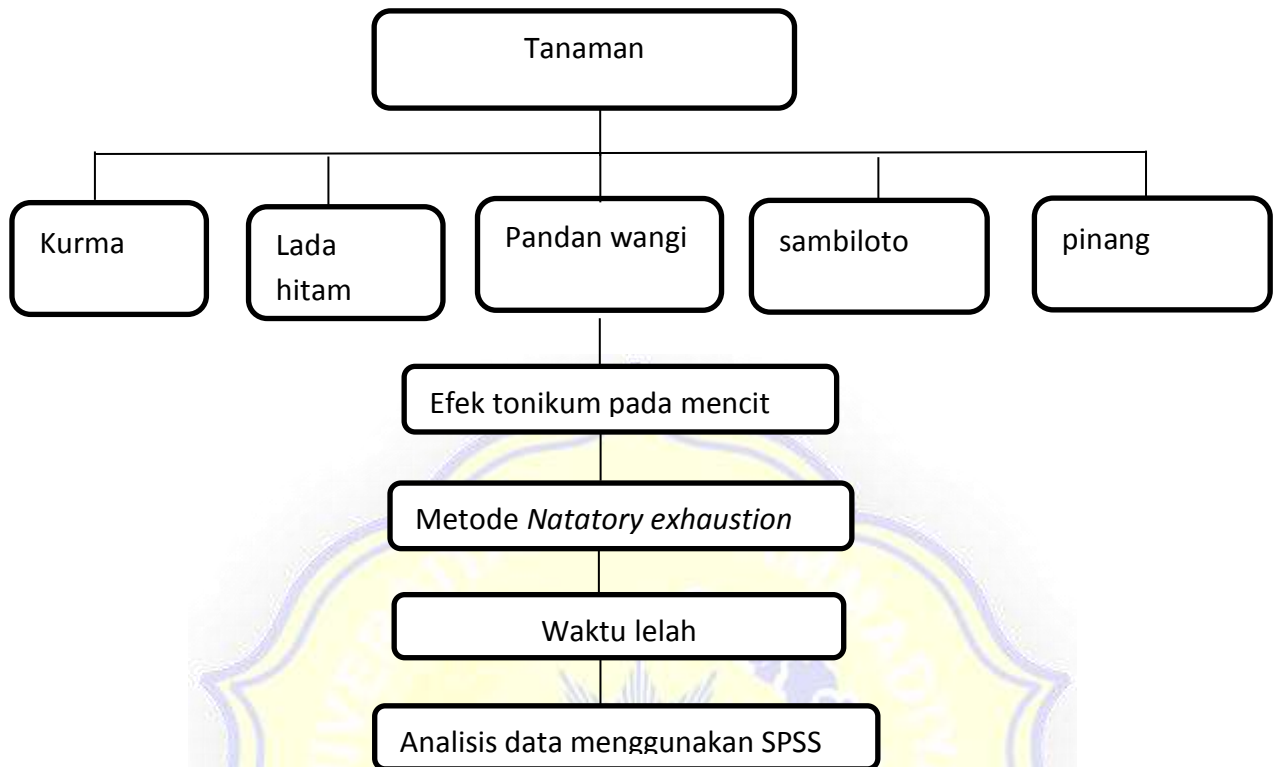 Tanaman
Kurma
Lada
hitam
Pandan wangi
sambiloto
pinang
Efek tonikum pada mencit
Metode Natatory exhaustion
Waktu lelah
Analisis data menggunakan SPSS